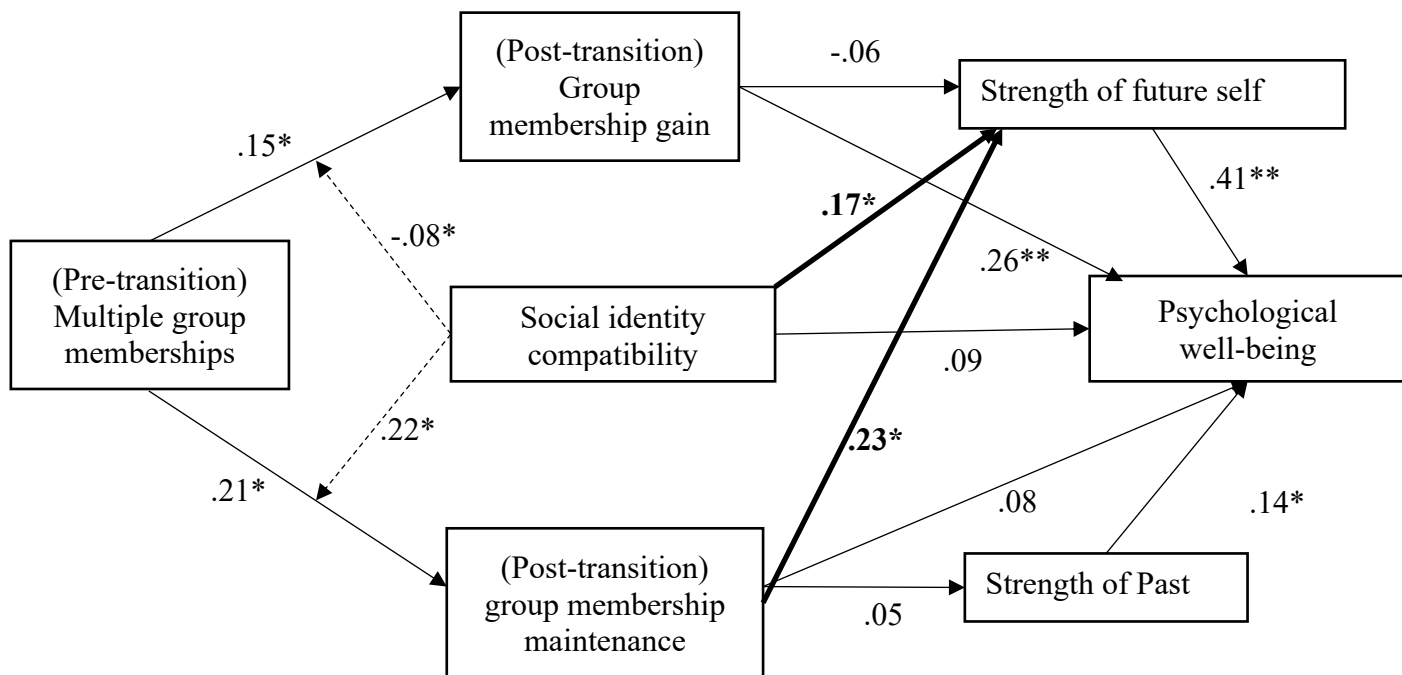 (Post-transition)
Group
membership gain
-.06
Strength of future self
.15*
.41**
.17*
-.08*
.26**
(Pre-transition)
Multiple group
memberships
Social identity
compatibility
Psychological
well-being
.09
.22*
.23*
.21*
.08
.14*
(Post-transition)
group membership
maintenance
Strength of Past
.05